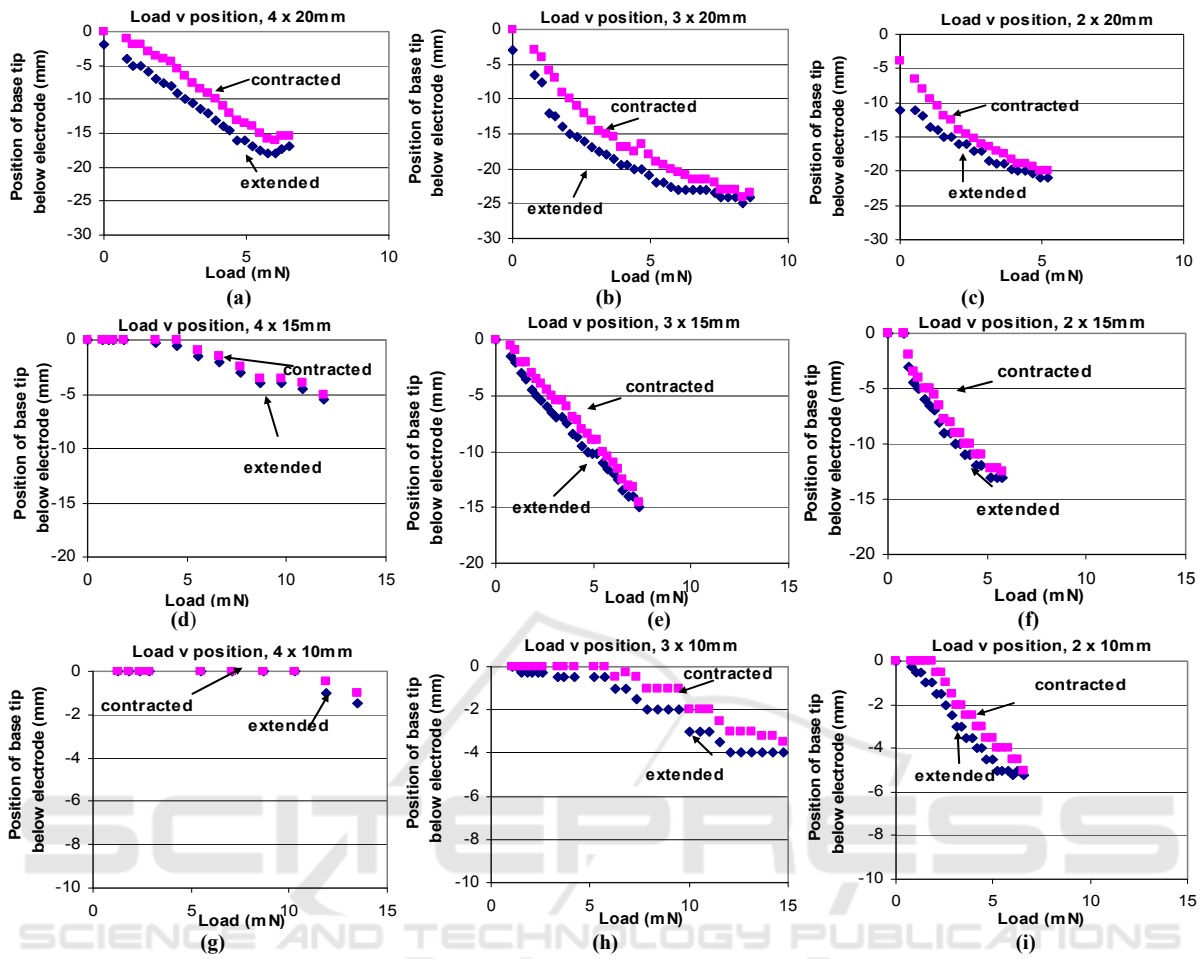 Load v position, 4 x 20mm
Position of base tip
below electrode (mm)
0
-5
-10
-15
-20
-25
-30
contracted
extended
0 5 10
Load (mN)
(a)
Load v position, 3 x 20mm
Position of base tip
below electrode (mm)
0
-5
-10
-15
-20
-25
-30
contracted
extended
0 5 10
Load (mN)
(b)
Load v position, 2 x 20mm
Position of base tip
below electrode (mm)
0
-5
-10
-15
-20
-25
-30
contracted
extended
0 5 10
Load (mN)
(c)
Load v position, 4 x 15mm
Position of base tip
below electrode (mm)
0
-5
-10
-15
-20
contracted
extended
0 5 10 15
Load (mN)
(d)
Load v position, 3 x 15mm
Position of base tip
below electrode (mm)
0
-5
-10
-15
-20
contracted
extended
0 5 10 15
Load (mN)
(e)
Load v position, 2 x 15mm
Position of base tip
below electrode (mm)
0
-5
-10
-15
-20
contracted
extended
0 5 10 15
Load (mN)
(f)
Load v position, 4 x 10mm
Position of base tip
below electrode (mm)
0
-2
-4
-6
-8
-10
contracted
extended
0 5 10 15
Load (mN)
(g)
Load v position, 3 x 10mm
Position of base tip
below electrode (mm)
0
-2
-4
-6
-8
-10
contracted
extended
0 5 10 15
Load (mN)
(h)
Load v position, 2 x 10mm
Position of base tip
below electrode (mm)
0
-2
-4
-6
-8
-10
contracted
extended
0 5 10 15
Load (mN)
(i)
SCITEPRESS
SCIENCE AND TECHNOLOGY PUBLICATIONS